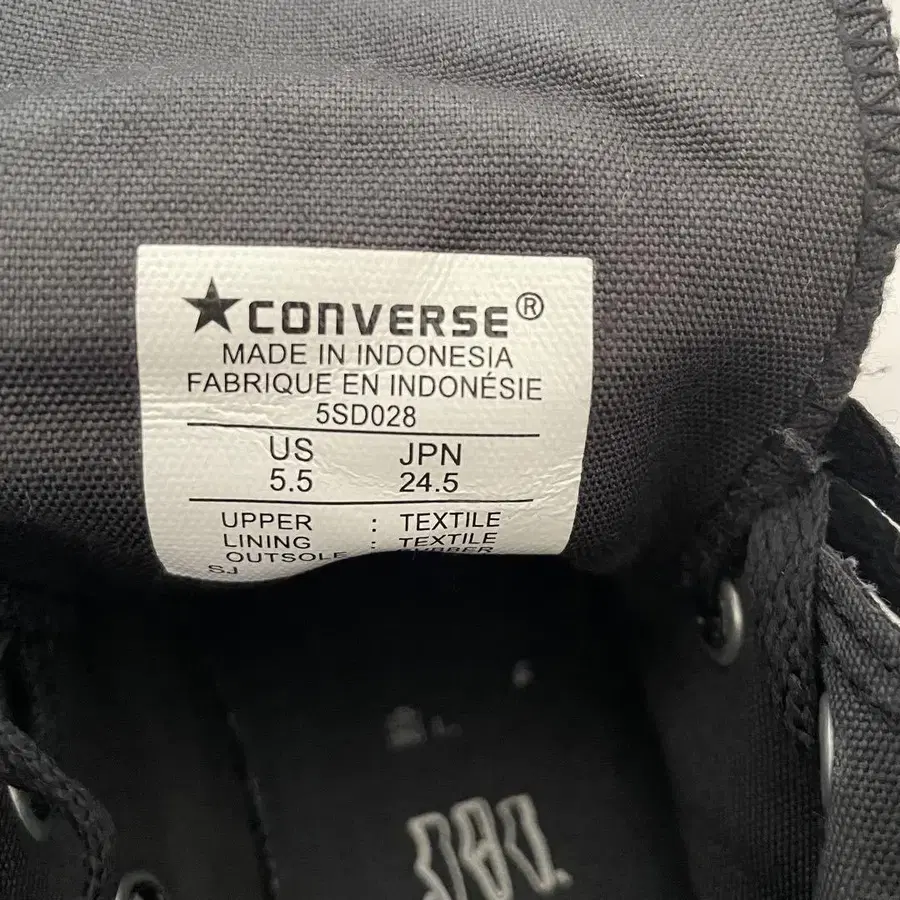 ★CONVERSE®
MADE IN INDONESIA
FABRIQUE EN INDONÉSIE
5SD028
US JPN
5.5 24.5
UPPER : TEXTILE
LINING : TEXTILE
OUTSOLE RUBBER
SJ